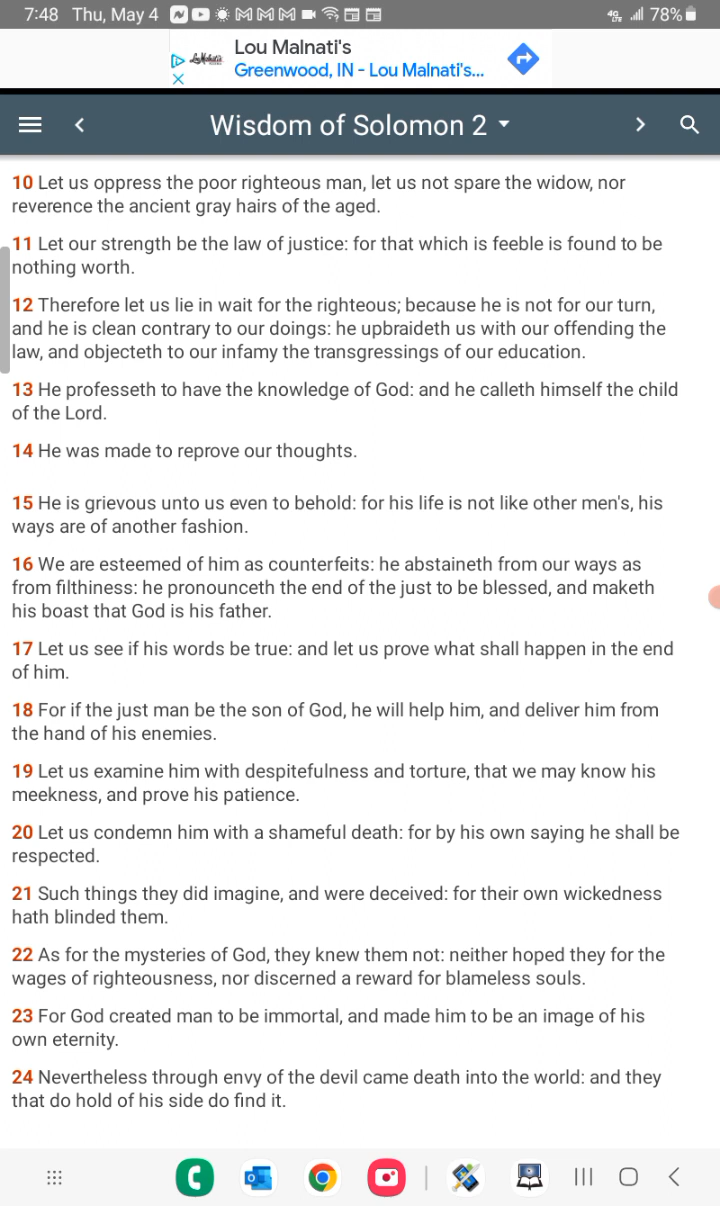 7:48 Thu, May 4 78%
Lou Malnati's
Greenwood, IN - Lou Malnati's...
Wisdom of Solomon 2
10 Let us oppress the poor righteous man, let us not spare the widow, nor
reverence the ancient gray hairs of the aged.
11 Let our strength be the law of justice: for that which is feeble is found to be
nothing worth.
12 Therefore let us lie in wait for the righteous; because he is not for our turn,
and he is clean contrary to our doings: he upbraideth us with our offending the
law, and objecteth to our infamy the transgressings of our education.
13 He professeth to have the knowledge of God: and he calleth himself the child
of the Lord.
14 He was made to reprove our thoughts.
15 He is grievous unto us even to behold: for his life is not like other men's, his
ways are of another fashion.
16 We are esteemed of him as counterfeits: he abstaineth from our ways as
from filthiness: he pronounceth the end of the just to be blessed, and maketh
his boast that God is his father.
17 Let us see if his words be true: and let us prove what shall happen in the end
of him.
18 For if the just man be the son of God, he will help him, and deliver him from
the hand of his enemies.
19 Let us examine him with despitefulness and torture, that we may know his
meekness, and prove his patience.
20 Let us condemn him with a shameful death: for by his own saying he shall be
respected.
21 Such things they did imagine, and were deceived: for their own wickedness
hath blinded them.
22 As for the mysteries of God, they knew them not: neither hoped they for the
wages of righteousness, nor discerned a reward for blameless souls.
23 For God created man to be immortal, and made him to be an image of his
own eternity.
24 Nevertheless through envy of the devil came death into the world: and they
that do hold of his side do find it.